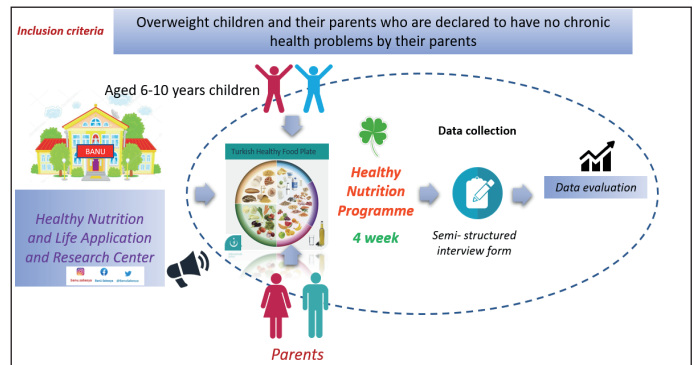 Inclusion criteria
Overweight children and their parents who are declared to have no chronic
health problems by their parents
Aged 6-10 years children
BANU
Healthy Nutrition
and Life Application
and Research Center
Turkish Healthy Food Plate
Healthy
Nutrition
Programme
4 week
Data collection
Semi- structured
interview form
Data evaluation
Parents